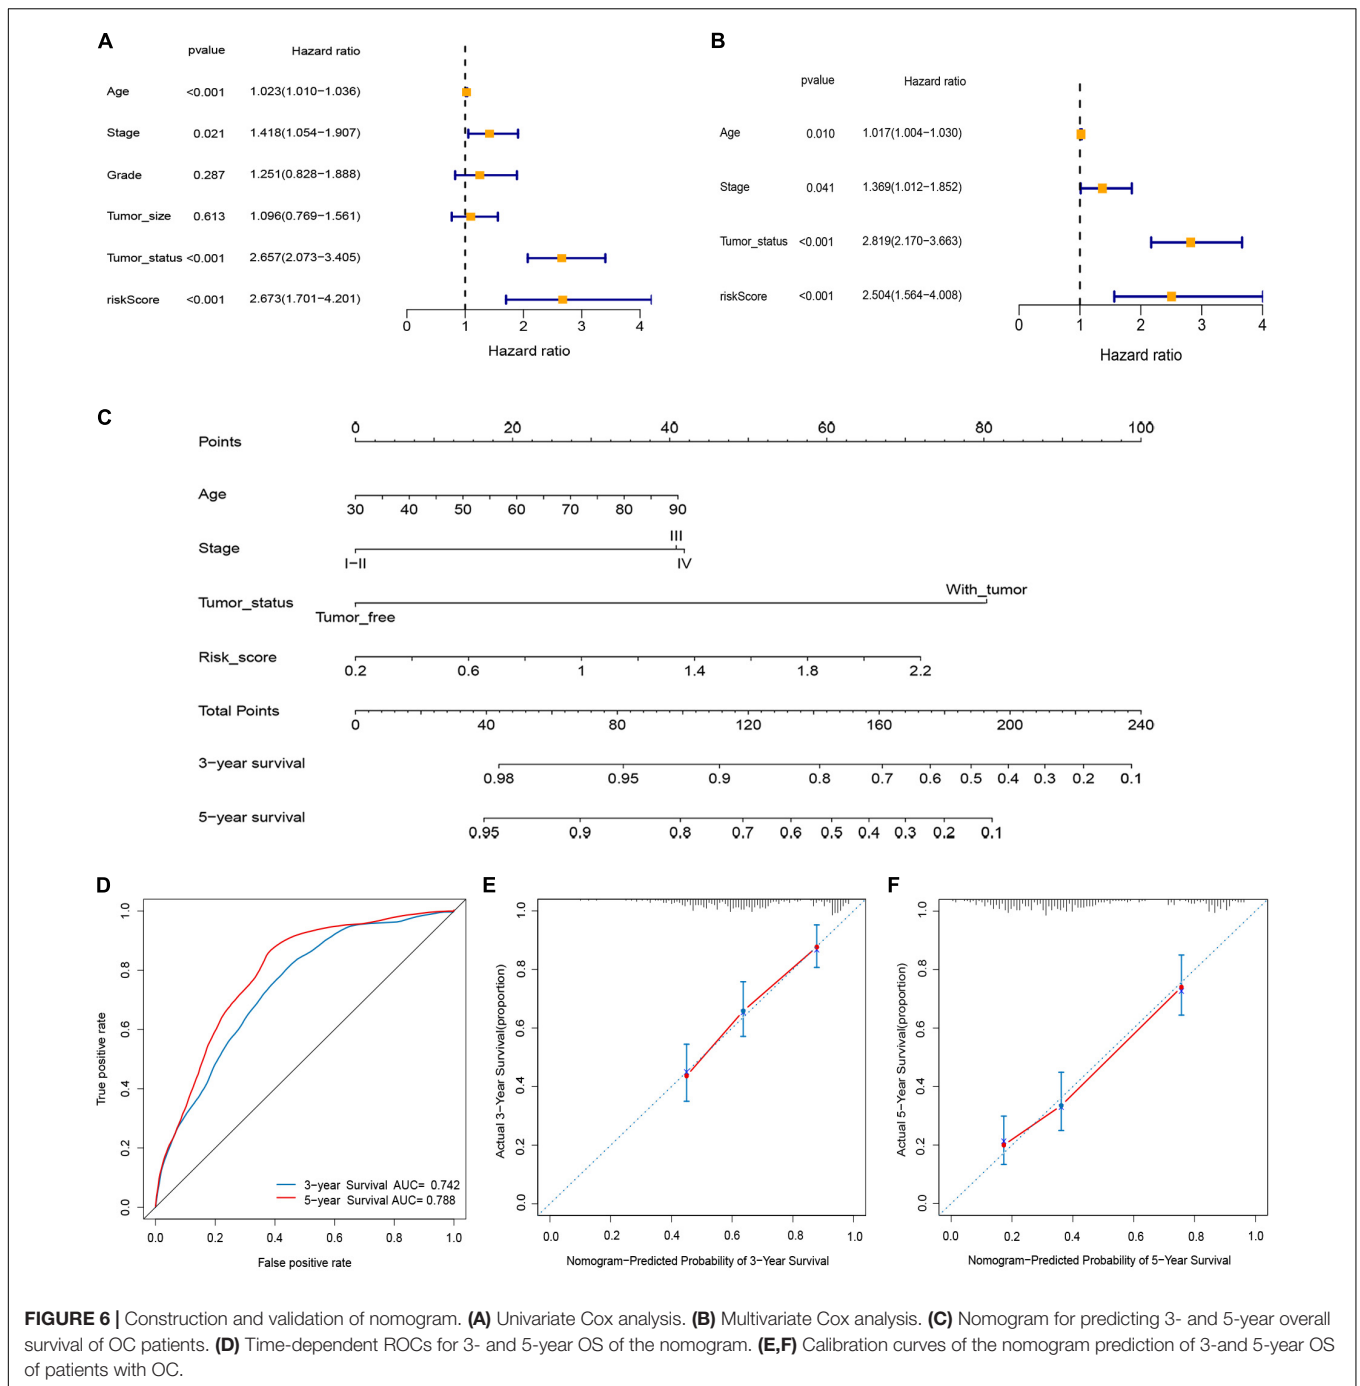 A
pvalue Hazard ratio
Age <0.001 1.023(1.010−1.036)
Stage 0.021 1.418(1.054−1.907)
Grade 0.287 1.251(0.828−1.888)
Tumor_size 0.613 1.096(0.769−1.561)
Tumor_status <0.001 2.657(2.073−3.405)
riskScore <0.001 2.673(1.701−4.201)
0 1 2 3 4
Hazard ratio
B
pvalue Hazard ratio
Age 0.010 1.017(1.004−1.030)
Stage 0.041 1.369(1.012−1.852)
Tumor_status <0.001 2.819(2.170−3.663)
riskScore <0.001 2.504(1.564−4.008)
0 1 2 3 4
Hazard ratio
C
Points 0 20 40 60 80 100
Age
30 40 50 60 70 80 90
III
Stage
I−II IV
With_tumor
Tumor_status
Tumor_free
Risk_score
0.2 0.6 1 1.4 1.8 2.2
Total Points
0 40 80 120 160 200 240
3-year survival
0.98 0.95 0.9 0.8 0.7 0.6 0.5 0.4 0.3 0.2 0.1
5-year survival
0.95 0.9 0.8 0.7 0.6 0.5 0.4 0.3 0.2 0.1
D
True positive rate
1.0
0.8
0.6
0.4
0.2
0.0
3-year Survival AUC= 0.742
5-year Survival AUC= 0.788
0.0 0.2 0.4 0.6 0.8 1.0
False positive rate
E
Actual 3−Year Survival(proportion)
1.0
0.8
0.6
0.4
0.2
0.0
0.0 0.2 0.4 0.6 0.8 1.0
Nomogram−Predicted Probability of 3−Year Survival
F
Actual 5−Year Survival(proportion)
1.0
0.8
0.6
0.4
0.2
0.0
0.0 0.2 0.4 0.6 0.8 1.0
Nomogram−Predicted Probability of 5−Year Survival
FIGURE 6 | Construction and validation of nomogram. (A) Univariate Cox analysis. (B) Multivariate Cox analysis. (C) Nomogram for predicting 3- and 5-year overall
survival of OC patients. (D) Time-dependent ROCs for 3- and 5-year OS of the nomogram. (E,F) Calibration curves of the nomogram prediction of 3-and 5-year OS
of patients with OC.